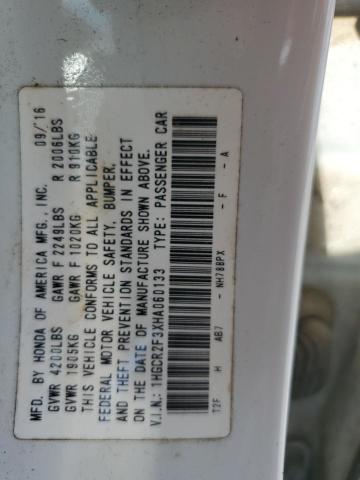 MFD. BY HONDA OF AMERICA MFG., INC. 09/16
GVWR 4200LBS GAWR F 2249LBS R 2006LBS
GVWR 1905KG GAWR F 1020KG R 910KG
THIS VEHICLE CONFORMS TO ALL APPLICABLE
FEDERAL MOTOR VEHICLE SAFETY, BUMPER,
AND THEFT PREVENTION STANDARDS IN EFFECT
ON THE DATE OF MANUFACTURE SHOWN ABOVE.
V.I.N.: 1HGCR2F3XHA060133 TYPE: PASSENGER CAR
T2F H AB7 - NH788PX - F - A